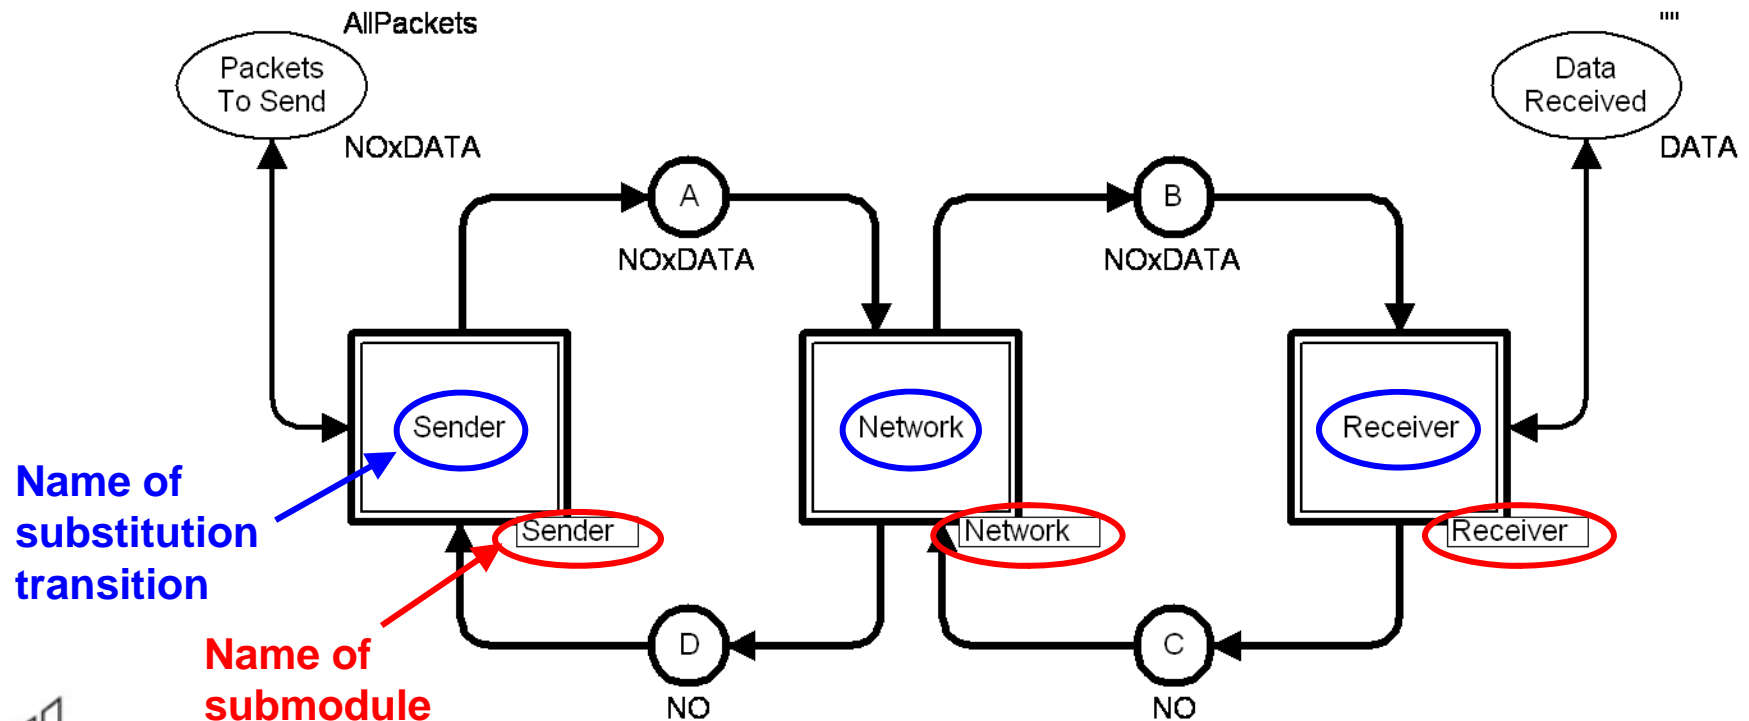 AllPackets
""
Packets
To Send
Data
Received
NOxDATA
DATA
A
B
NOxDATA
NOxDATA
Sender
Network
Receiver
Name of
substitution
transition
Sender
Network
Receiver
Name of
submodule
D
C
NO
NO